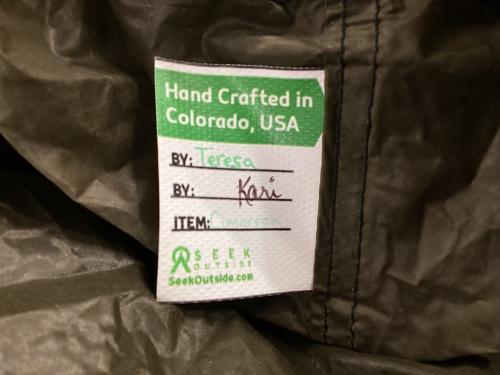 Hand Crafted in
Colorado, USA
BY: Teresa
BY: Kari
ITEM: Cimarron
SEEK
OUTSIDE
SeekOutside.com